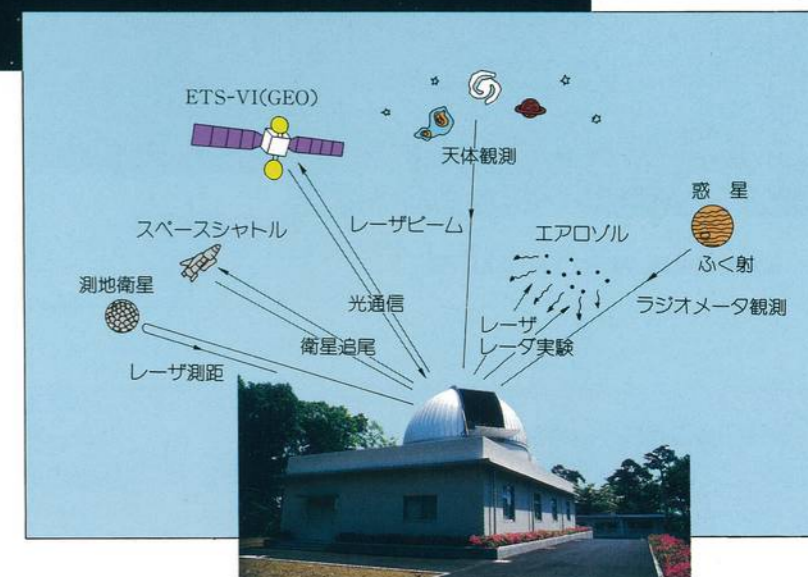 ETS-VI(GEO)
天体観測
惑 星
スペースシャトル
レーザビーム
エアロゾル
ふく射
測地衛星
光通信
ラジオメータ観測
衛星追尾
レーザ
レーダ実験
レーザ測距